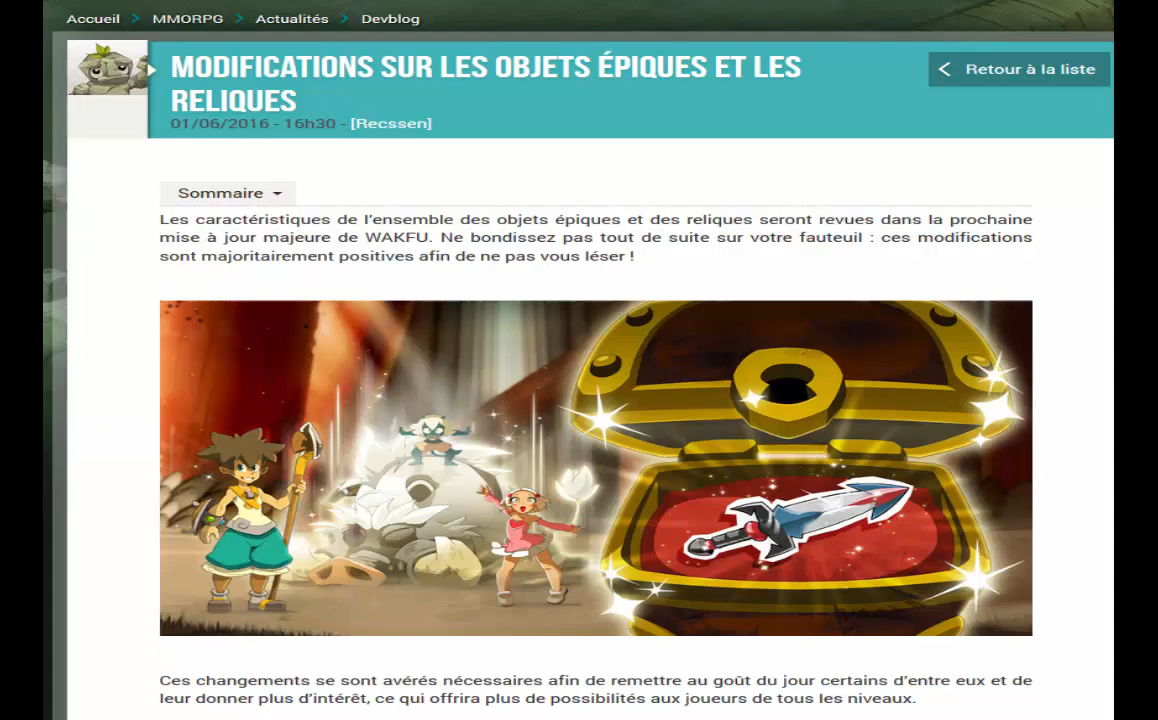 Accueil > MMORPG > Actualités > Devblog
MODIFICATIONS SUR LES OBJETS ÉPIQUES ET LES
RELIQUES
01/06/2016 - 16h30 - [Recssen]
Retour à la liste
Sommaire
Les caractéristiques de l'ensemble des objets épiques et des reliques seront revues dans la prochaine
mise à jour majeure de WAKFU. Ne bondissez pas tout de suite sur votre fauteuil : ces modifications
sont majoritairement positives afin de ne pas vous léser !
Ces changements se sont avérés nécessaires afin de remettre au goût du jour certains d'entre eux et de
leur donner plus d'intérêt, ce qui offrira plus de possibilités aux joueurs de tous les niveaux.